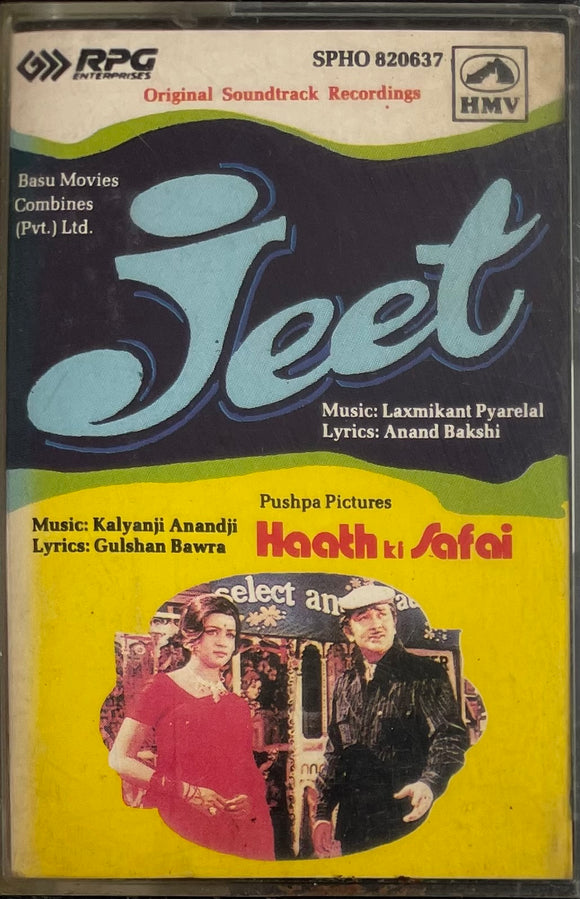 RPG
ENTERPRISES
SPHO 820637
HMV
Original Soundtrack Recordings
Basu Movies
Combines
(Pvt.) Ltd.
Jeet
Music: Laxmikant Pyarelal
Lyrics: Anand Bakshi
Pushpa Pictures
Music: Kalyanji Anandji
Lyrics: Gulshan Bawra
Haath ki Safai
select an